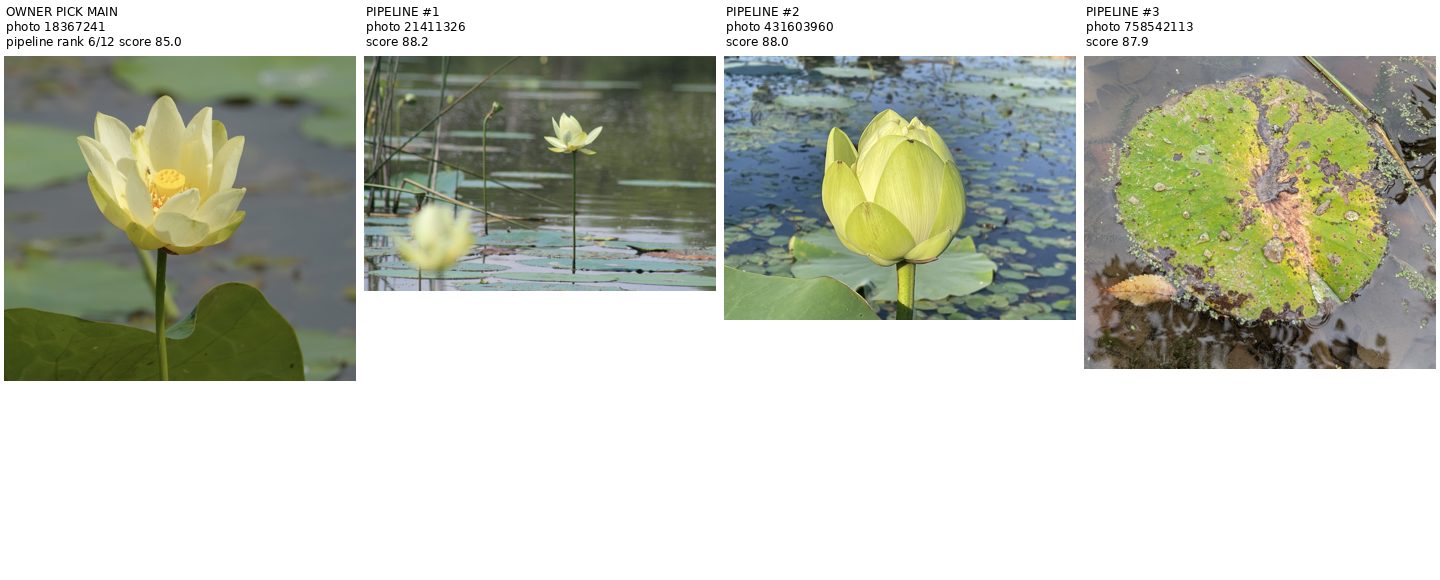 OWNER PICK MAIN
photo 18367241
pipeline rank 6/12 score 85.0
PIPELINE #1
photo 21411326
score 88.2
PIPELINE #2
photo 431603960
score 88.0
PIPELINE #3
photo 758542113
score 87.9